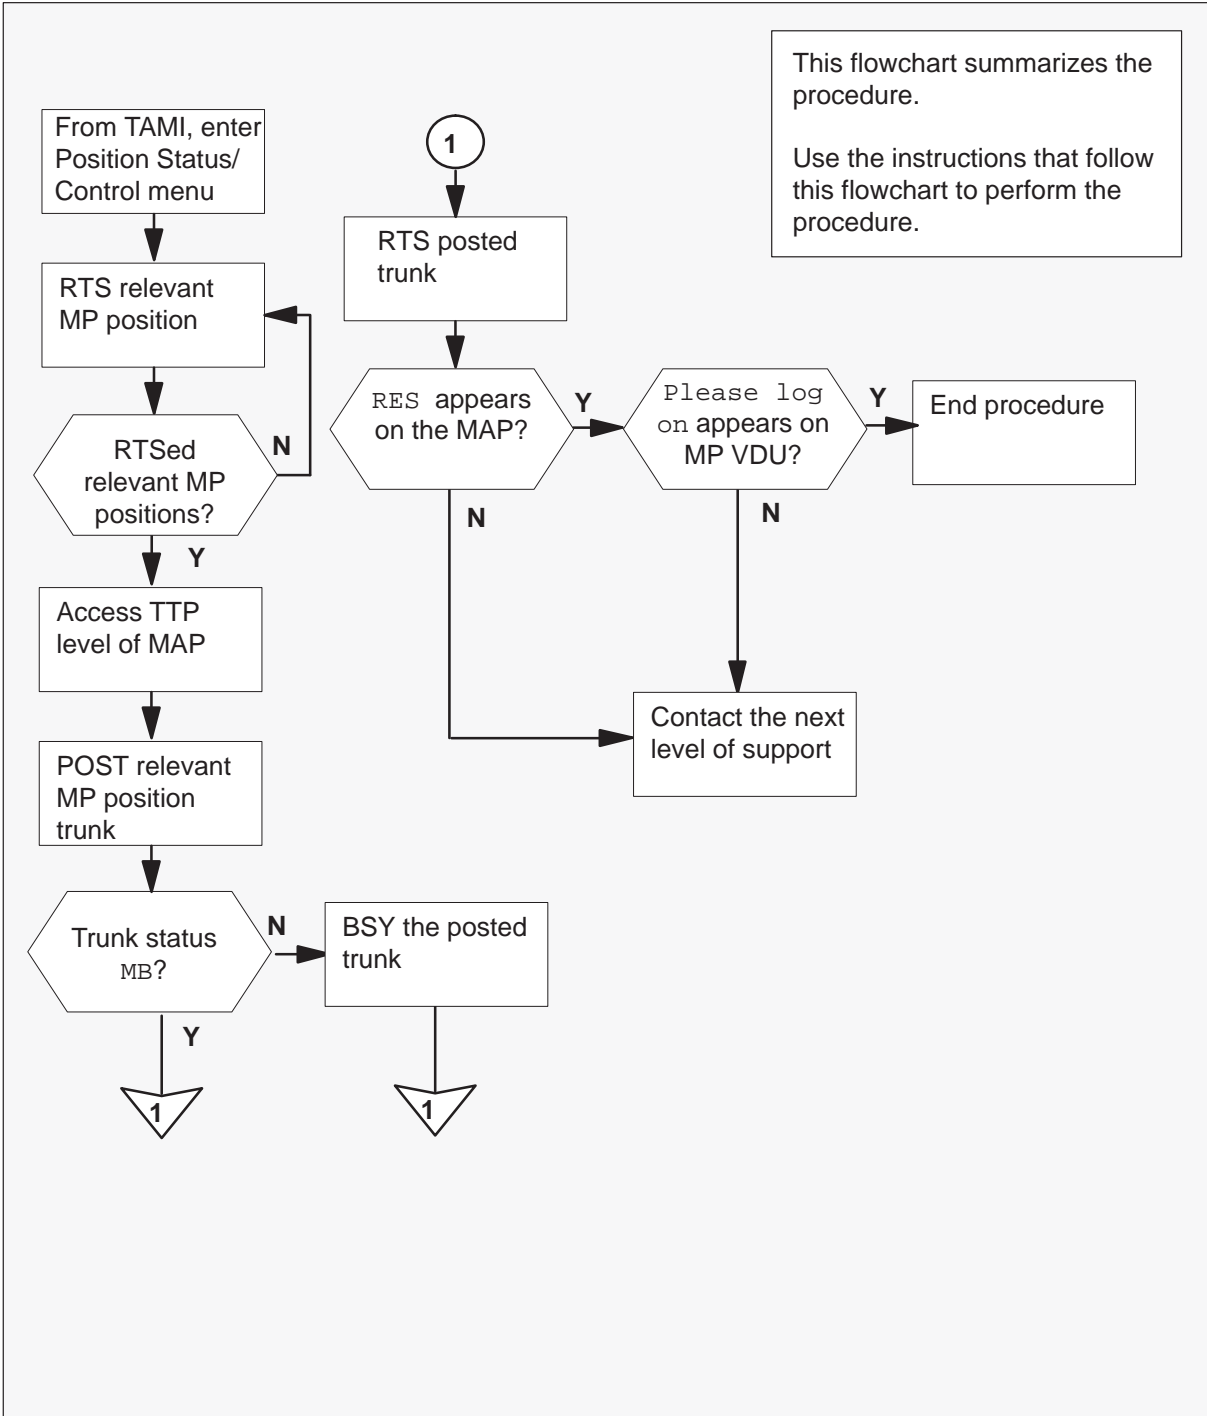 This flowchart summarizes the
procedure.
Use the instructions that follow
this flowchart to perform the
procedure.
From TAMI, enter
Position Status/
Control menu
RTS relevant
MP position
RTSed
relevant MP
positions?
N
Y
Access TTP
level of MAP
POST relevant
MP position
trunk
Trunk status
MB?
N
BSY the posted
trunk
Y
1
1
1
RTS posted
trunk
RES appears
on the MAP?
Y
Please log
on appears on
MP VDU?
Y
End procedure
N
N
Contact the next
level of support